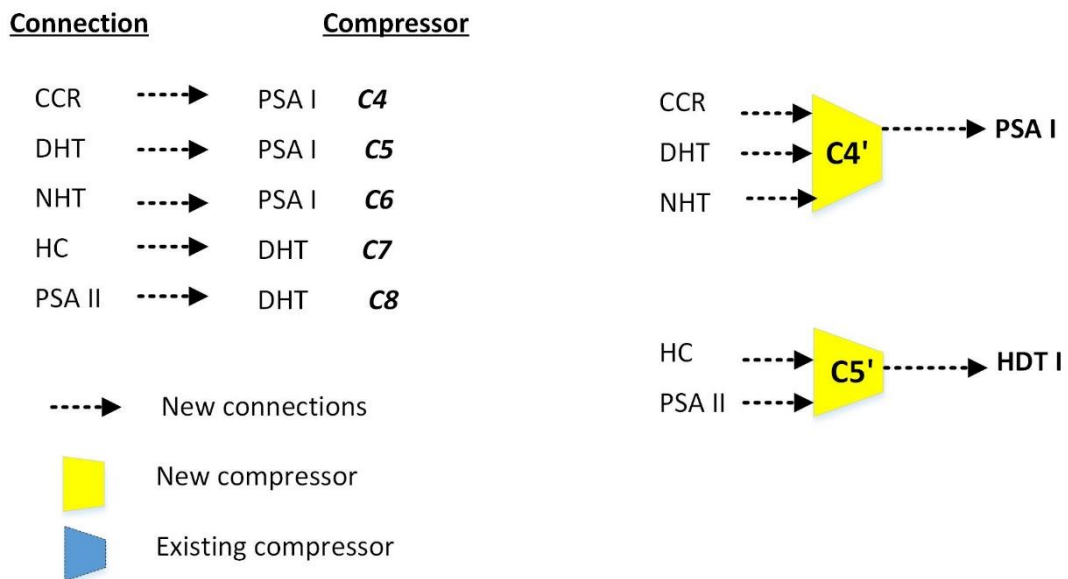 Connection Compressor
CCR PSA I C4
DHT PSA I C5
NHT PSA I C6
HC DHT C7
PSA II DHT C8
New connections
New compressor
Existing compressor
CCR
DHT
NHT
C4'
PSA I
HC
PSA II
C5'
HDT I